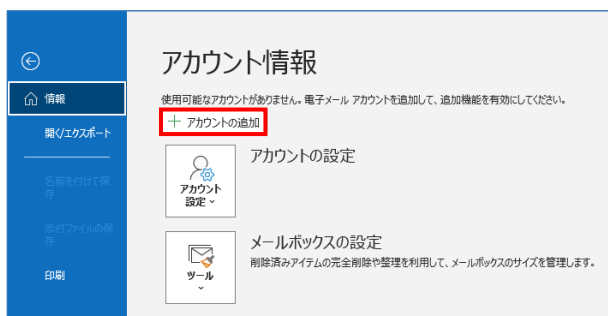 アカウント情報
情報
使用可能なアカウントがありません。電子メール アカウントを追加して、追加機能を有効にしてください。
アカウントの追加
開く/エクスポート
アカウントの設定
アカウント
設定
名前を付けて保
存
添付ファイルの保
存
メールボックスの設定
削除済みアイテムの完全削除や整理を利用して、メールボックスのサイズを管理します。
ツール
印刷